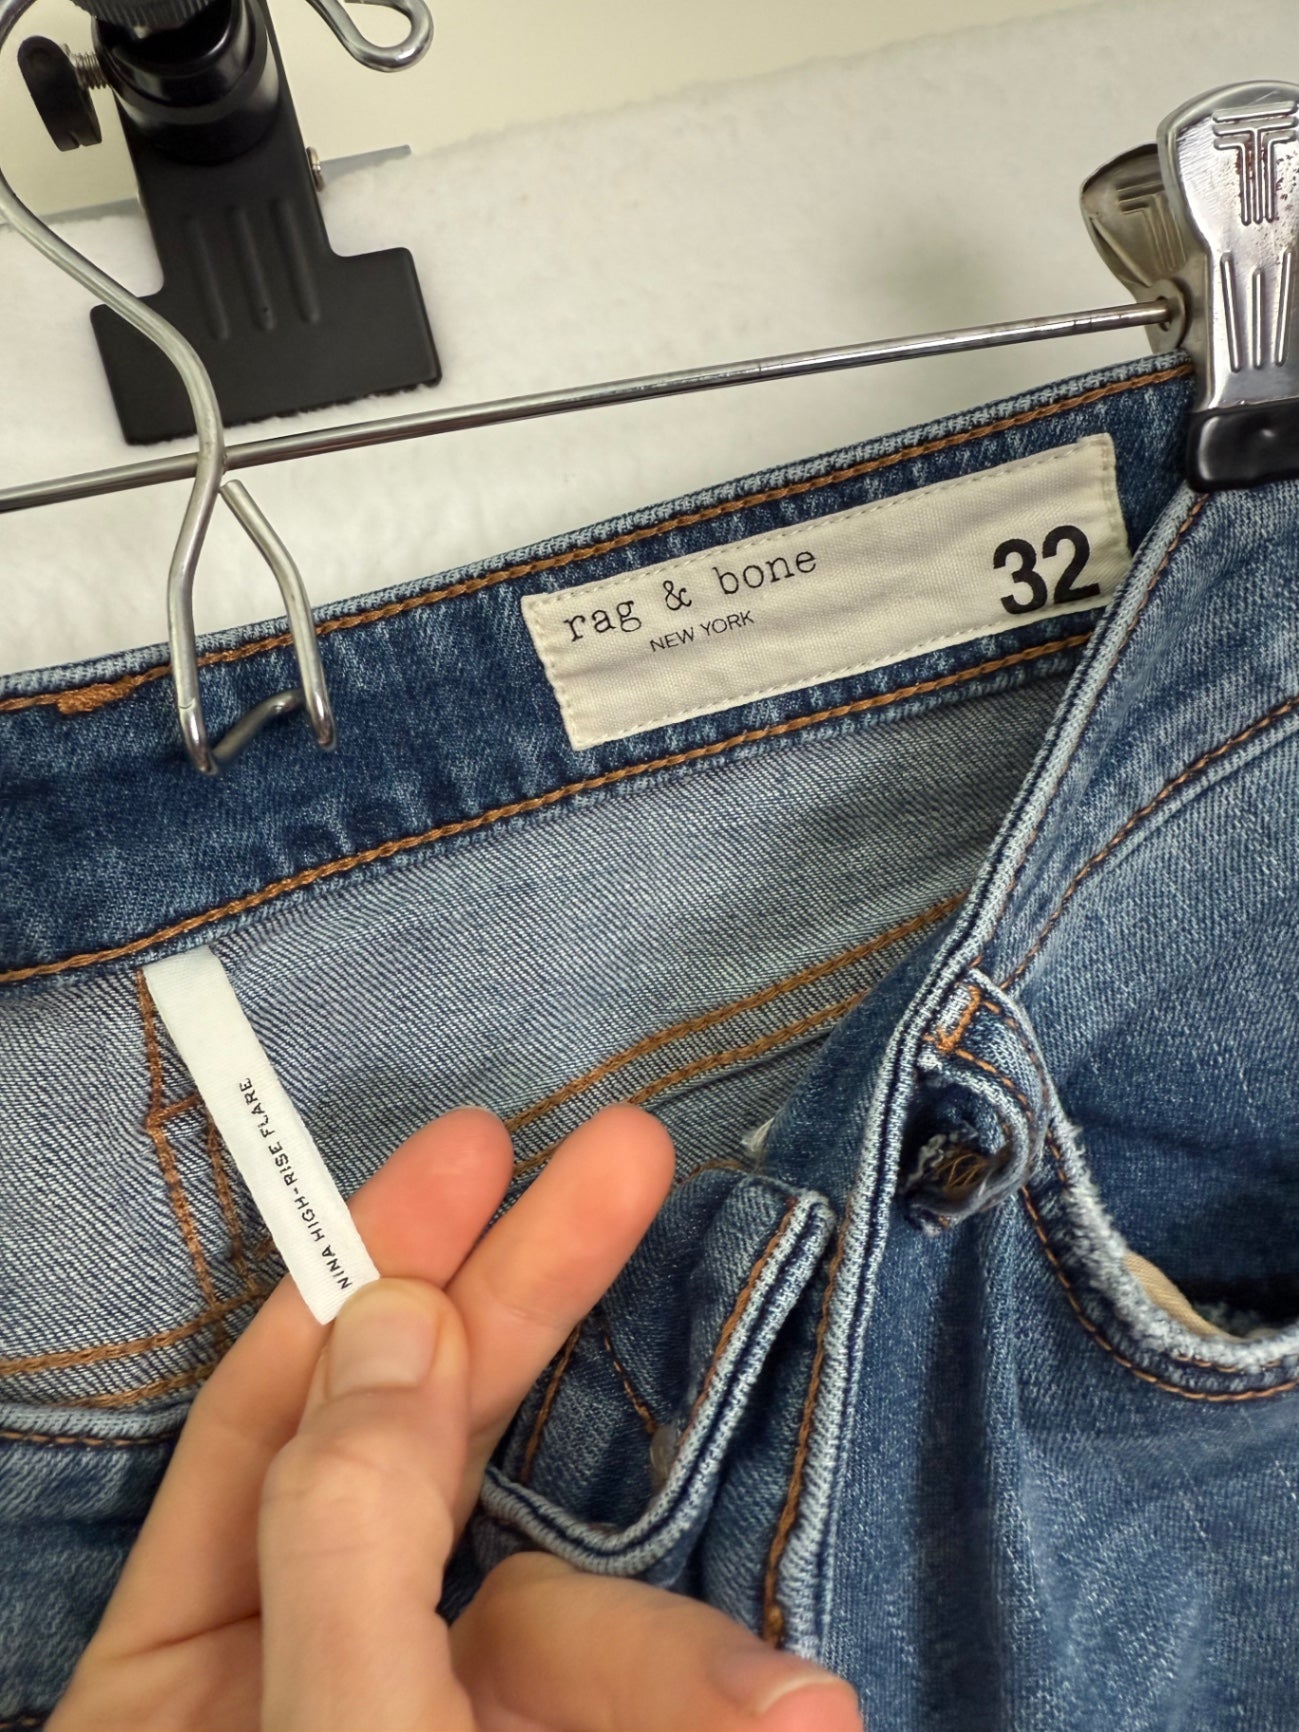 rag & bone
NEW YORK
32
NINA HIGH-RISE FLARE